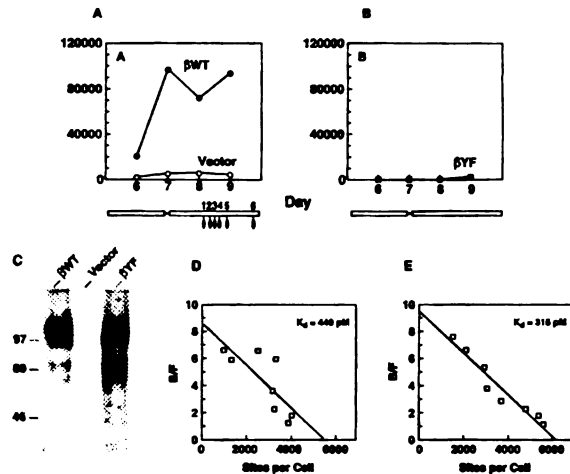 A
B
120000
A
βWT
80000
40000
Vector
0
6 7 8 9
120000
B
80000
40000
βYF
0
6 7 8 9
Day
1 2 3 4 5 6
C
βWT
Vector
βYF
97
46
D
10
Kd = 440 pM
8
6
B/F
4
2
0
0 2000 4000 6000
Sites per Cell
E
10
Kd = 315 pM
8
6
B/F
4
2
0
0 2000 4000 6000
Sites per Cell